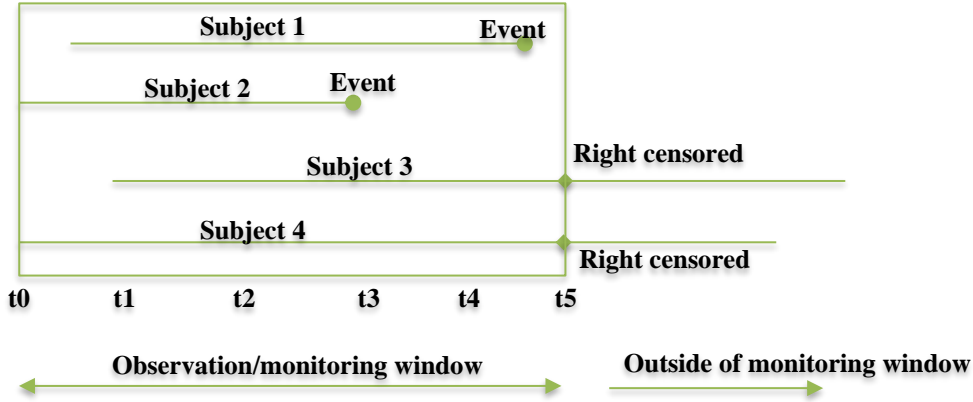 Subject 1
Event
Subject 2
Event
Subject 3
Right censored
Subject 4
Right censored
t0 t1 t2 t3 t4 t5
Observation/monitoring window
Outside of monitoring window